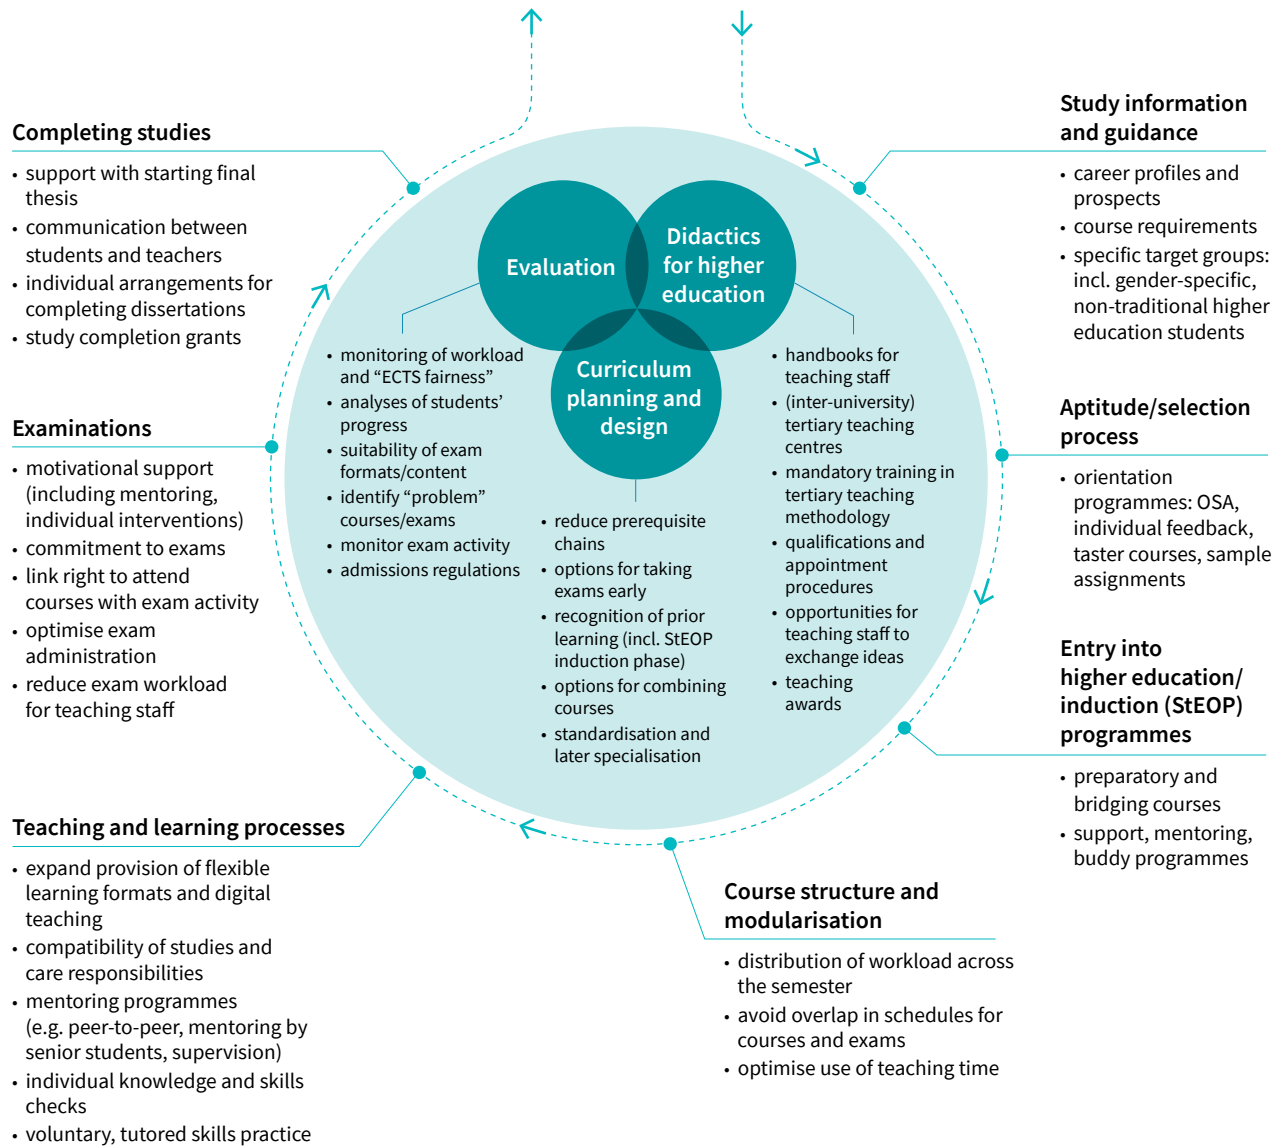 Completing studies
• support with starting final
thesis
• communication between
students and teachers
• individual arrangements for
completing dissertations
• study completion grants
Examinations
• motivational support
(including mentoring,
individual interventions)
• commitment to exams
• link right to attend
courses with exam activity
• optimise exam
administration
• reduce exam workload
for teaching staff
Teaching and learning processes
• expand provision of flexible
learning formats and digital
teaching
• compatibility of studies and
care responsibilities
• mentoring programmes
(e.g. peer-to-peer, mentoring by
senior students, supervision)
• individual knowledge and skills
checks
• voluntary, tutored skills practice
Evaluation
• monitoring of workload
and “ECTS fairness”
• analyses of students’
progress
• suitability of exam
formats/content
• identify “problem”
courses/exams
• monitor exam activity
• admissions regulations
Curriculum
planning and
design
• reduce prerequisite
chains
• options for taking
exams early
• recognition of prior
learning (incl. StEOP
induction phase)
• options for combining
courses
• standardisation and
later specialisation
Didactics
for higher
education
• handbooks for
teaching staff
• (inter-university)
tertiary teaching
centres
• mandatory training in
tertiary teaching
methodology
• qualifications and
appointment
procedures
• opportunities for
teaching staff to
exchange ideas
• teaching
awards
Study information
and guidance
• career profiles and
prospects
• course requirements
• specific target groups:
incl. gender-specific,
non-traditional higher
education students
Aptitude/selection
process
• orientation
programmes: OSA,
individual feedback,
taster courses, sample
assignments
Entry into
higher education/
induction (StEOP)
programmes
• preparatory and
bridging courses
• support, mentoring,
buddy programmes
Course structure and
modularisation
• distribution of workload across
the semester
• avoid overlap in schedules for
courses and exams
• optimise use of teaching time